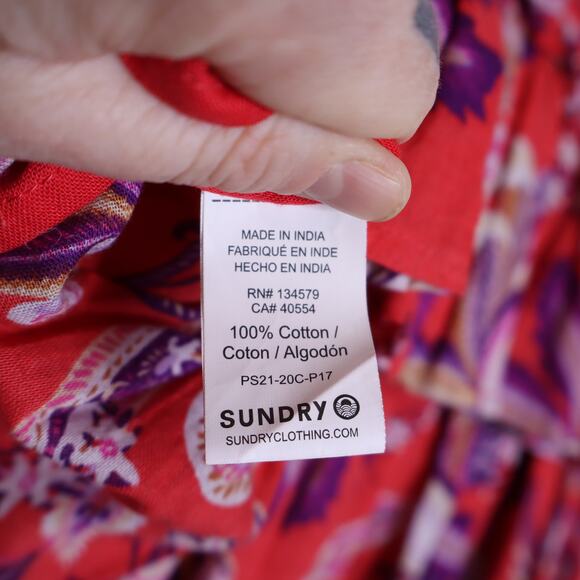 MADE IN INDIA
FABRIQUÉ EN INDE
HECHO EN INDIA
RN# 134579
CA# 40554
100% Cotton /
Coton / Algodón
PS21-20C-P17
SUNDRY
SUNDRYCLOTHING.COM